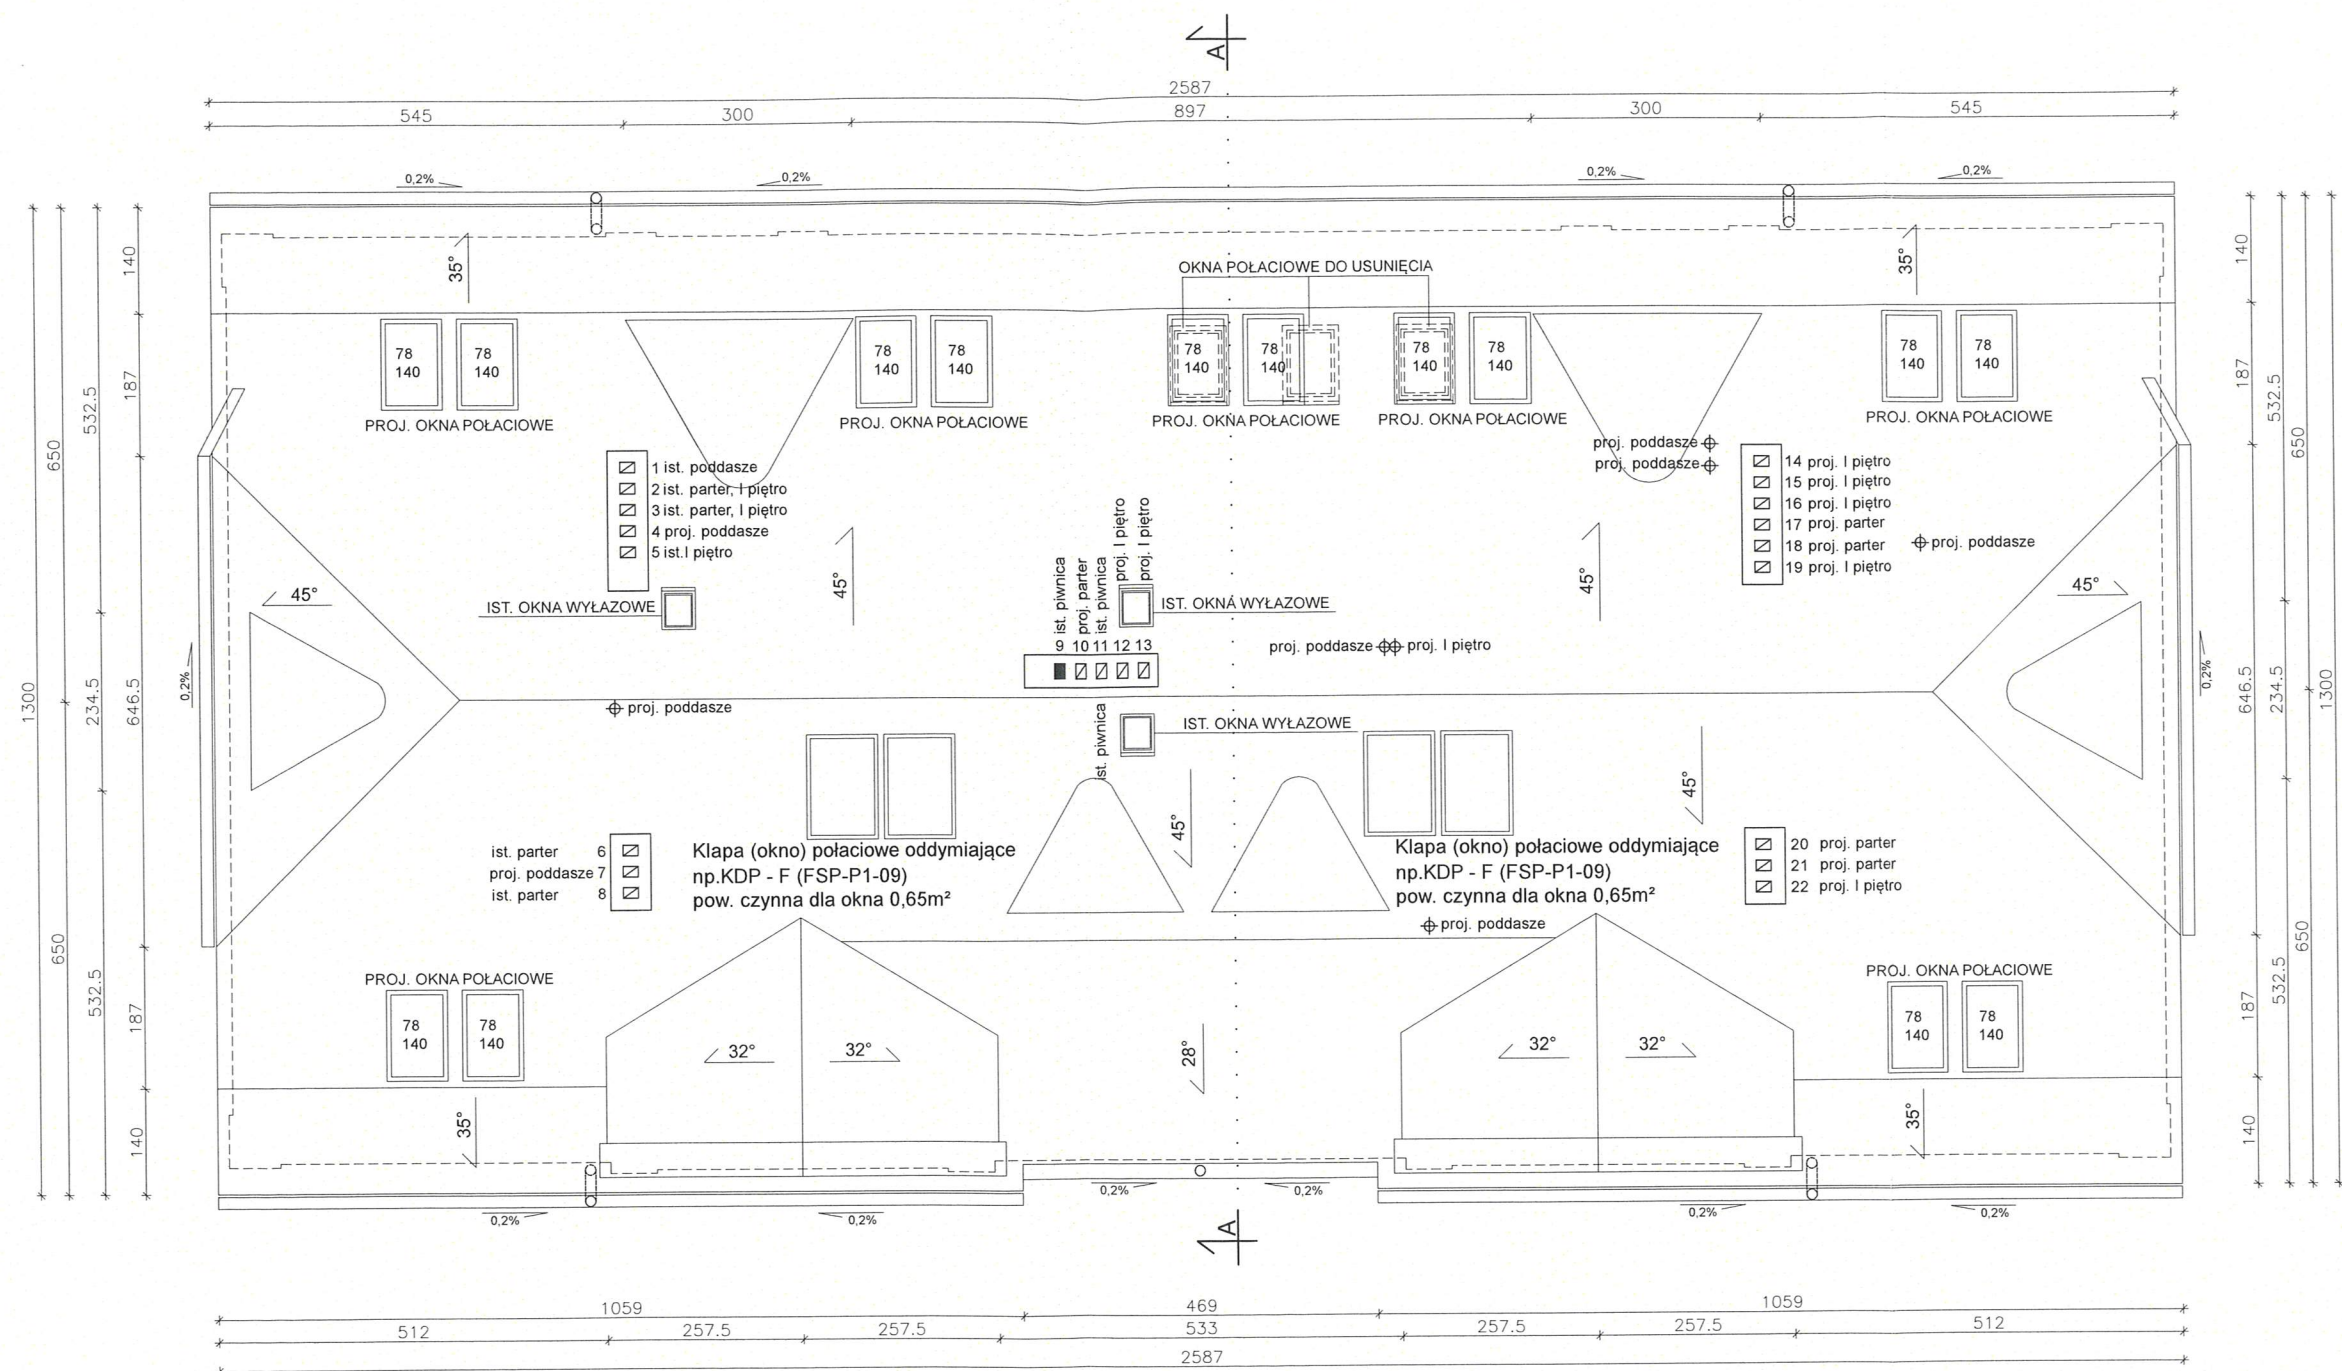 A
2587
545 300 897 300 545
0,2% 0,2% 0,2% 0,2%
35° 35°
OKNA POŁACIOWE DO USUNIĘCIA
78 78 78 78 78 78 78 78 78 78
140 140 140 140 140 140 140 140 140 140
PROJ. OKNA POŁACIOWE
PROJ. OKNA POŁACIOWE
PROJ. OKNA POŁACIOWE
PROJ. OKNA POŁACIOWE
PROJ. OKNA POŁACIOWE
1 ist. poddasze
2 ist. parter, I piętro
3 ist. parter, I piętro
4 proj. poddasze
5 ist.I piętro
proj. poddasze
proj. poddasze
14 proj. I piętro
15 proj. I piętro
16 proj. I piętro
17 proj. parter
18 proj. parter
19 proj. I piętro
proj. poddasze
45° 45° 45° 45°
IST. OKNA WYŁAZOWE
IST. OKNA WYŁAZOWE
ist. piwnica
proj. parter
ist. piwnica
proj. I piętro
proj. I piętro
9 10 11 12 13
proj. poddasze proj. I piętro
proj. poddasze
ist. piwnica
IST. OKNA WYŁAZOWE
45° 45°
ist. parter 6
proj. poddasze 7
ist. parter 8
Klapa (okno) połaciowe oddymiające
np.KDP - F (FSP-P1-09)
pow. czynna dla okna 0,65m²
Klapa (okno) połaciowe oddymiające
np.KDP - F (FSP-P1-09)
pow. czynna dla okna 0,65m²
20 proj. parter
21 proj. parter
22 proj. I piętro
proj. poddasze
PROJ. OKNA POŁACIOWE
PROJ. OKNA POŁACIOWE
78 78 78 78
140 140 140 140
32° 32° 28° 32° 32°
35° 35°
0,2% 0,2%
0,2% 0,2% 0,2% 0,2%
A
1300
650
650
532.5
234.5
532.5
140
187
646.5
187
140
0,2%
0,2%
140
187
646.5
187
140
532.5
234.5
532.5
650
650
1300
1059 469 1059
512 257.5 257.5 533 257.5 257.5 512
2587